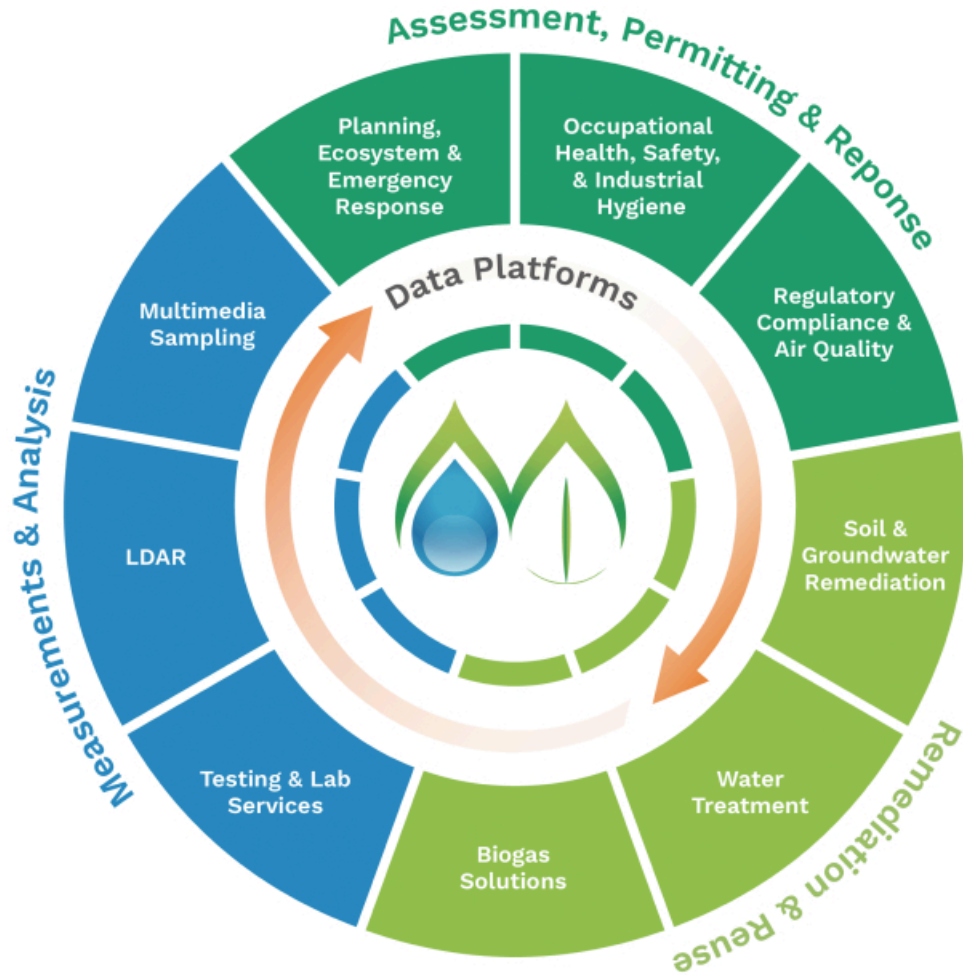 Assessment, Permitting & Reponse
Planning,
Ecosystem &
Emergency
Response
Occupational
Health, Safety,
& Industrial
Hygiene
Regulatory
Compliance &
Air Quality
Soil &
Groundwater
Remediation
Water
Treatment
Biogas
Solutions
Remediation & Reuse
Testing & Lab
Services
LDAR
Multimedia
Sampling
Measurements & Analysis
Data Platforms